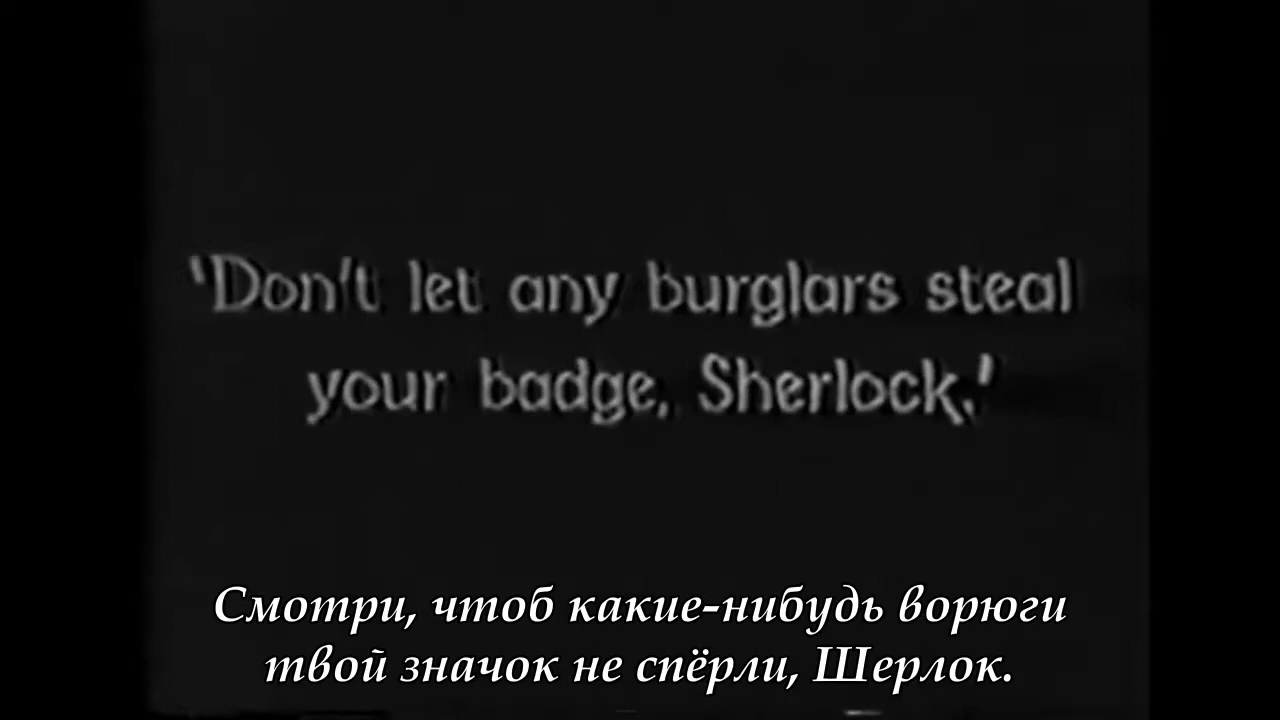 'Don't let any burglars steal
your badge, Sherlock.'
Смотри, чтоб какие-нибудь ворюги
твой значок не спёрли, Шерлок.